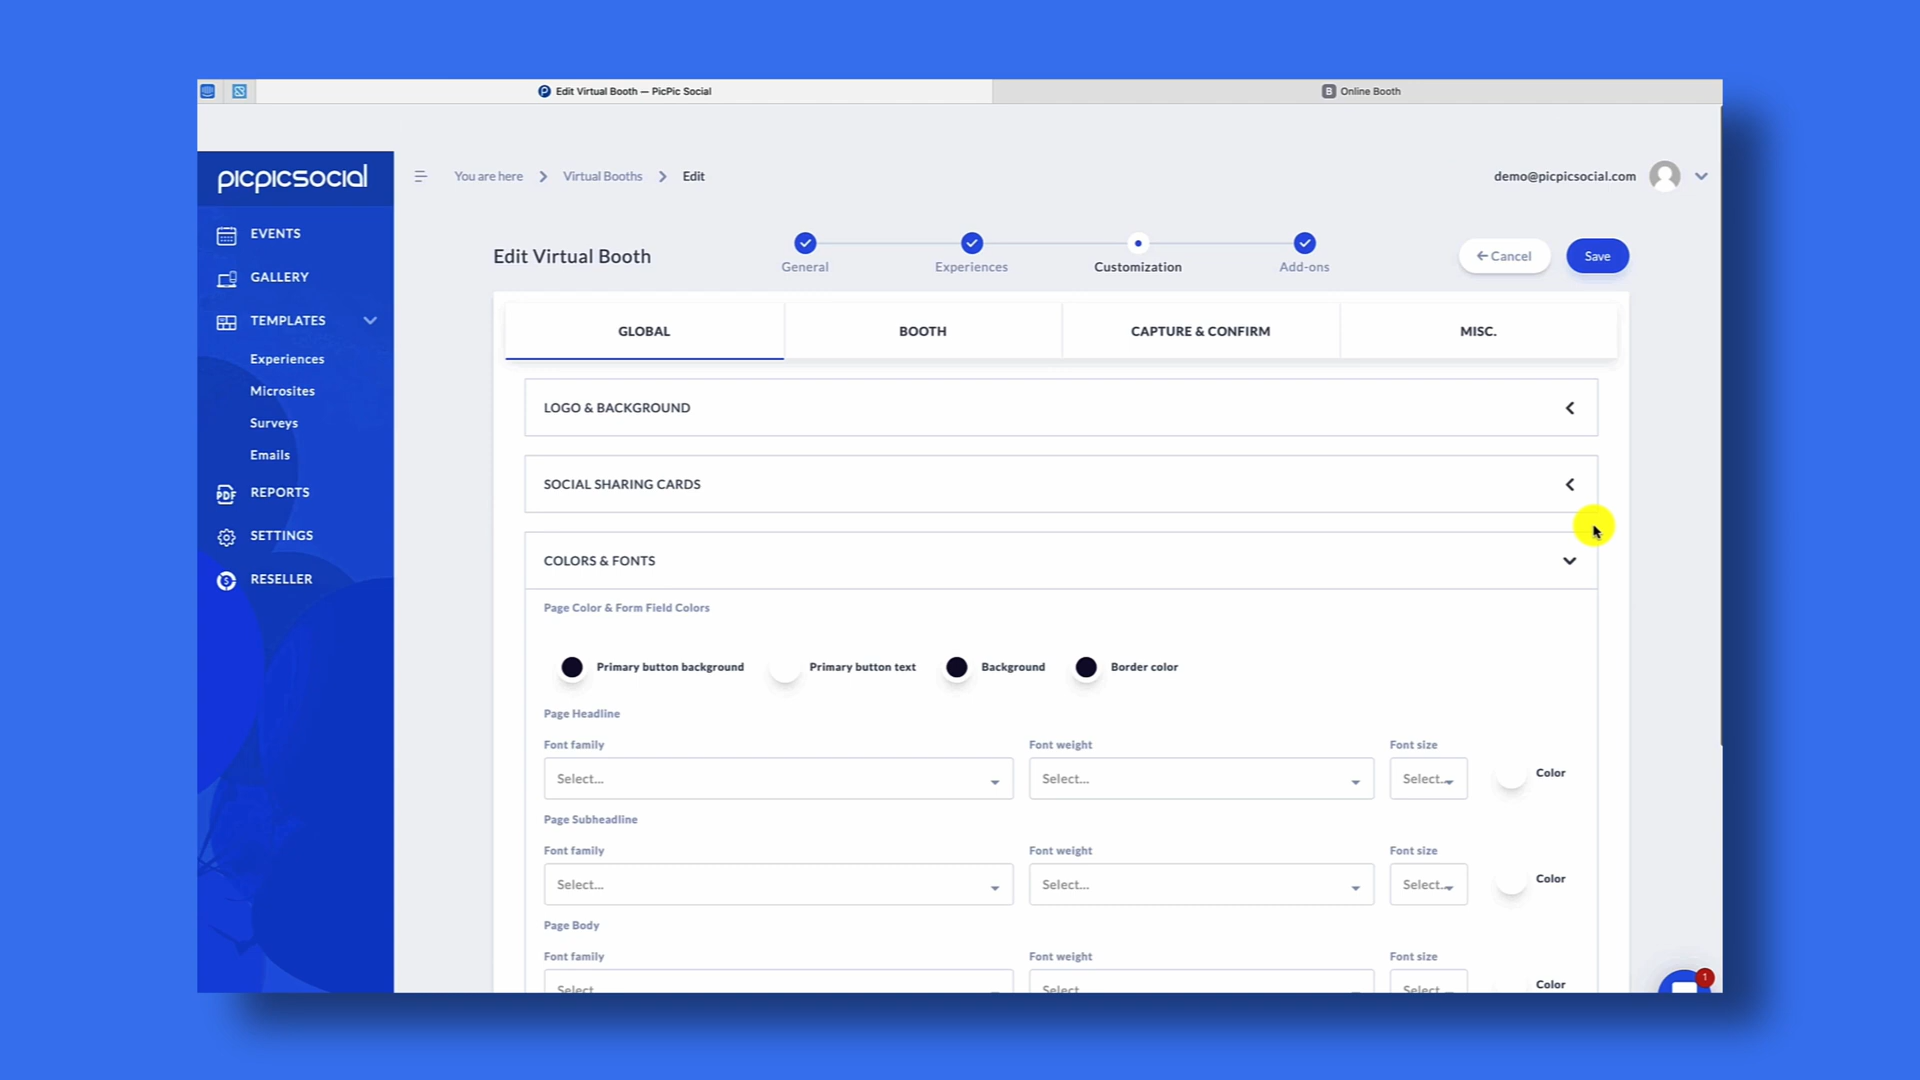 Edit Virtual Booth — PicPic Social
B Online Booth
picpicsocial
You are here
Virtual Booths
Edit
demo@picpicsocial.com
EVENTS
GALLERY
TEMPLATES
Experiences
Microsites
Surveys
Emails
PDF REPORTS
SETTINGS
RESELLER
Edit Virtual Booth
General
Experiences
Customization
Add-ons
Cancel
Save
GLOBAL
BOOTH
CAPTURE & CONFIRM
MISC.
LOGO & BACKGROUND
SOCIAL SHARING CARDS
COLORS & FONTS
Page Color & Form Field Colors
Primary button background
Primary button text
Background
Border color
Page Headline
Font family
Font weight
Font size
Select...
Select...
Select...
Color
Page Subheadline
Font family
Font weight
Font size
Select...
Select...
Select...
Color
Page Body
Font family
Font weight
Font size
Select
Select
Select
Color
1